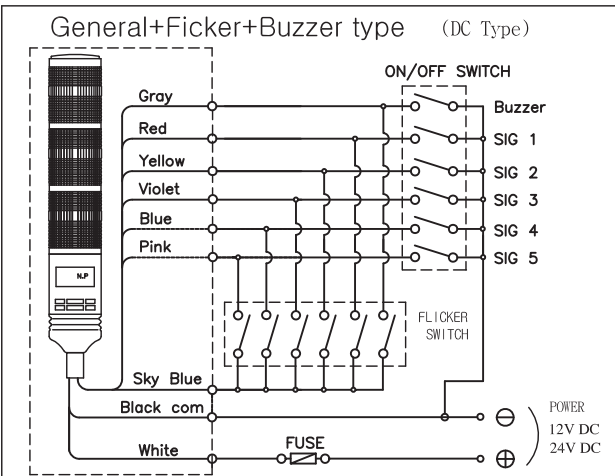 General+Ficker+Buzzer type (DC Type)
ON/OFF SWITCH
Gray
Buzzer
Red
SIG 1
Yellow
SIG 2
Violet
SIG 3
Blue
SIG 4
Pink
SIG 5
N.P
FLICKER
SWITCH
Sky Blue
Black com
POWER
12V DC
24V DC
White
FUSE